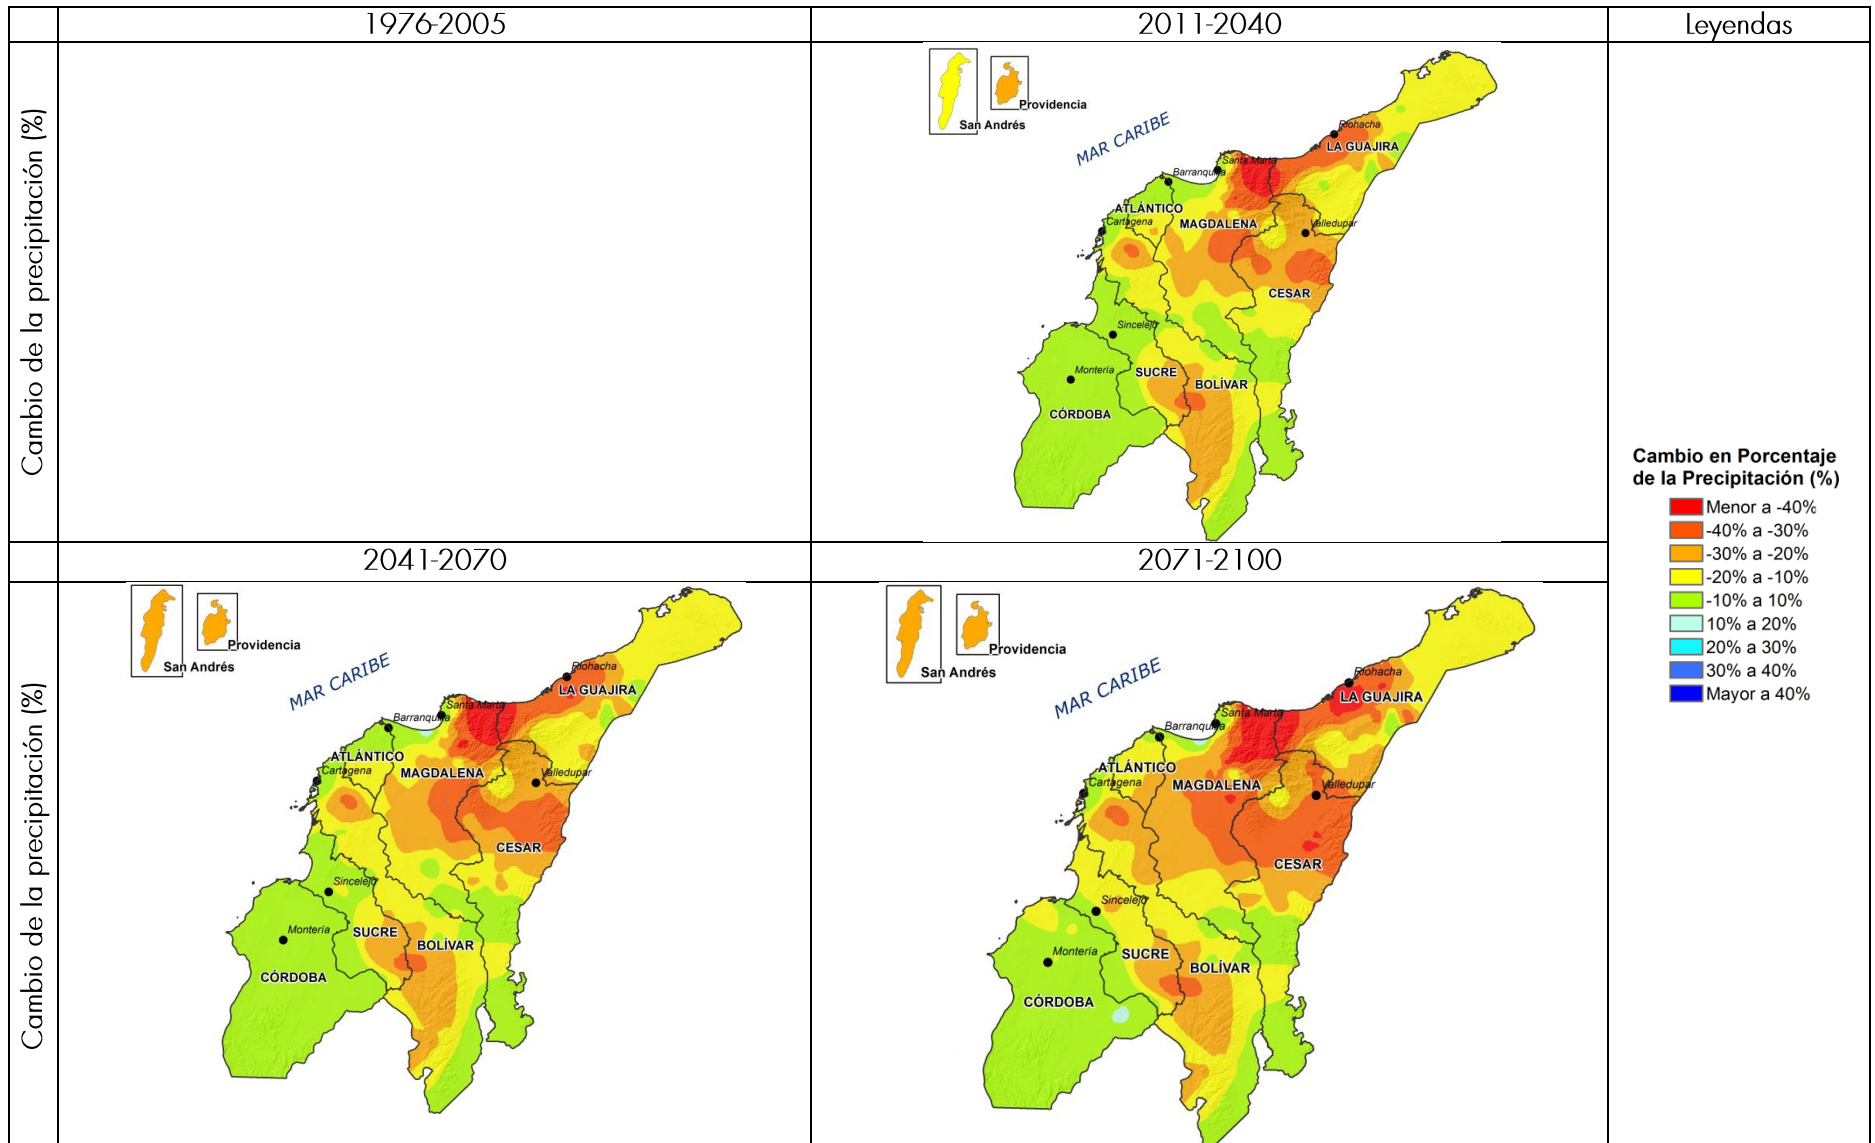 1976-2005
2011-2040
Leyendas
Cambio de la precipitación (%)
San Andrés
Providencia
MAR CARIBE
Riohacha
LA GUAJIRA
Santa Marta
Barranquilla
ATLÁNTICO
Cartagena
MAGDALENA
Valledupar
CESAR
Sincelejo
Montería
SUCRE
BOLÍVAR
CÓRDOBA
Cambio en Porcentaje
de la Precipitación (%)
Menor a -40%
-40% a -30%
-30% a -20%
-20% a -10%
-10% a 10%
10% a 20%
20% a 30%
30% a 40%
Mayor a 40%
2041-2070
2071-2100
Cambio de la precipitación (%)
San Andrés
Providencia
MAR CARIBE
Riohacha
LA GUAJIRA
Santa Marta
Barranquilla
ATLÁNTICO
Cartagena
MAGDALENA
Valledupar
CESAR
Sincelejo
Montería
SUCRE
BOLÍVAR
CÓRDOBA
San Andrés
Providencia
MAR CARIBE
Riohacha
LA GUAJIRA
Santa Marta
Barranquilla
ATLÁNTICO
Cartagena
MAGDALENA
Valledupar
CESAR
Sincelejo
Montería
SUCRE
BOLÍVAR
CÓRDOBA